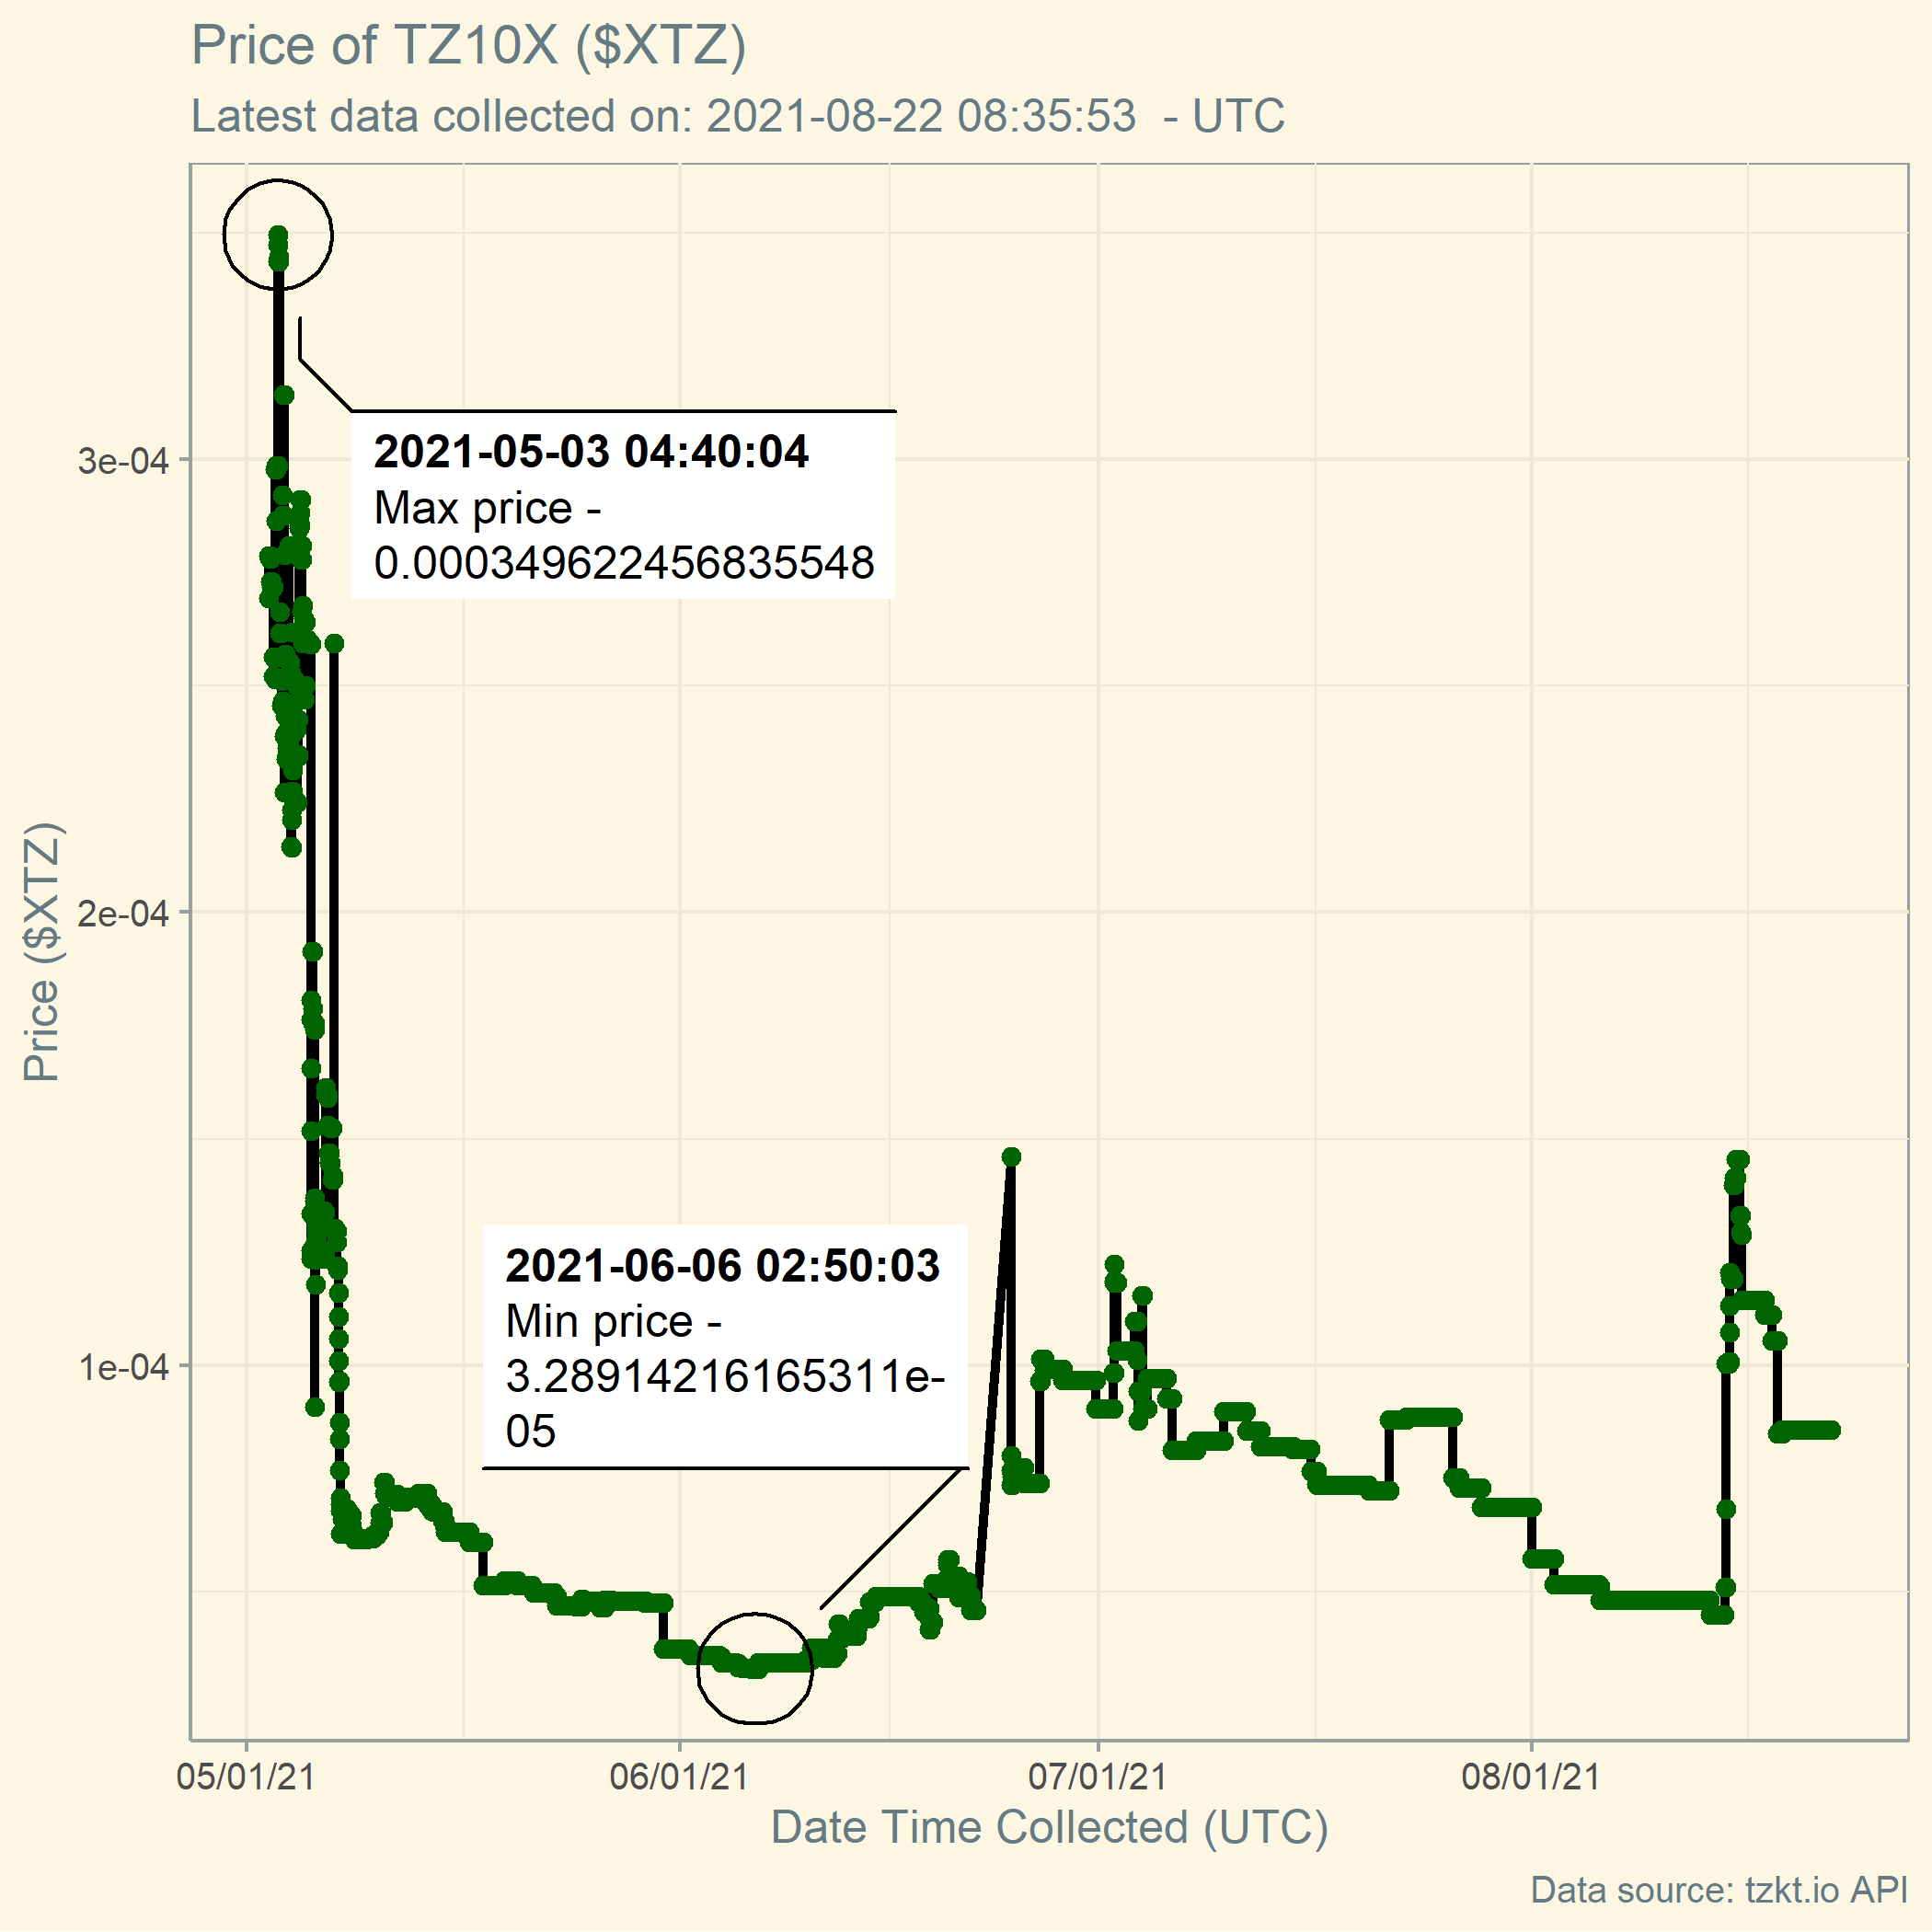 Price of TZ10X ($XTZ)
Latest data collected on: 2021-08-22 08:35:53  - UTC
2021-05-03 04:40:04
Max price -
0.000349622456835548
3e-04
2e-04
1e-04
Price ($XTZ)
2021-06-06 02:50:03
Min price -
3.28914216165311e-
05
05/01/21
06/01/21
07/01/21
08/01/21
Date Time Collected (UTC)
Data source: tzkt.io API